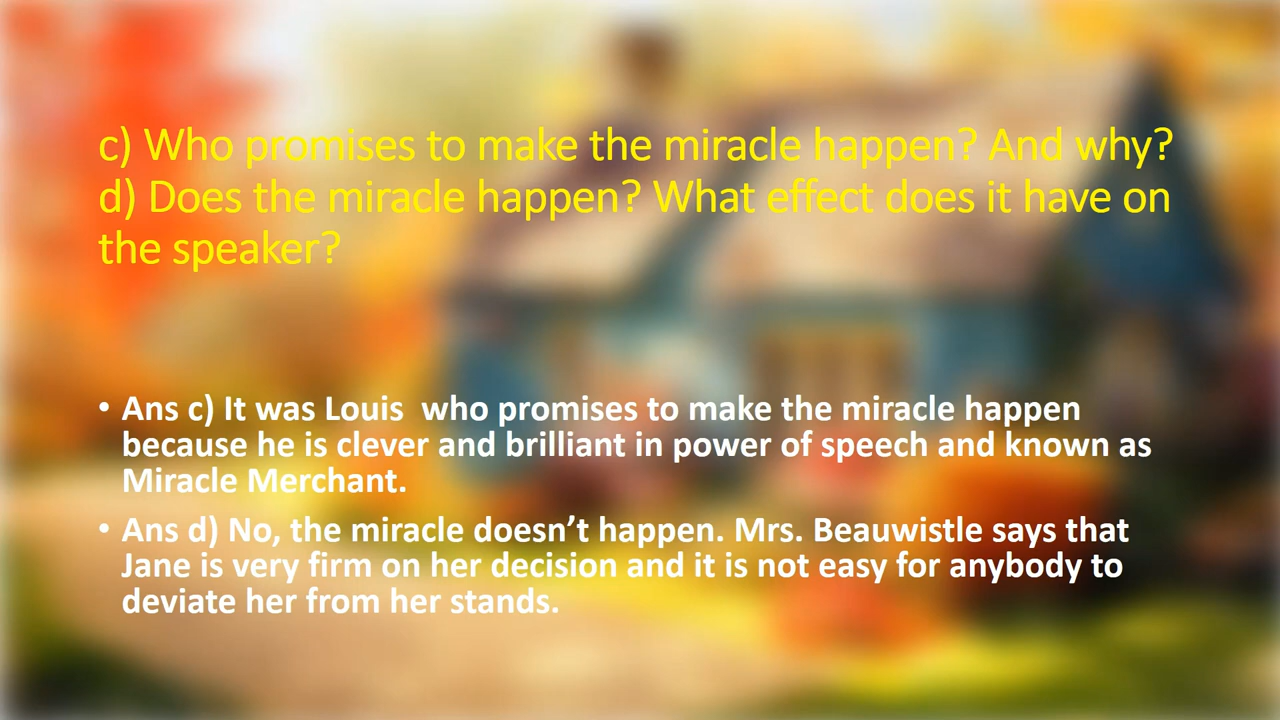 c) Who promises to make the miracle happen? And why?
d) Does the miracle happen? What effect does it have on
the speaker?
• Ans c) It was Louis  who promises to make the miracle happen
because he is clever and brilliant in power of speech and known as
Miracle Merchant.
• Ans d) No, the miracle doesn’t happen. Mrs. Beauwistle says that
Jane is very firm on her decision and it is not easy for anybody to
deviate her from her stands.